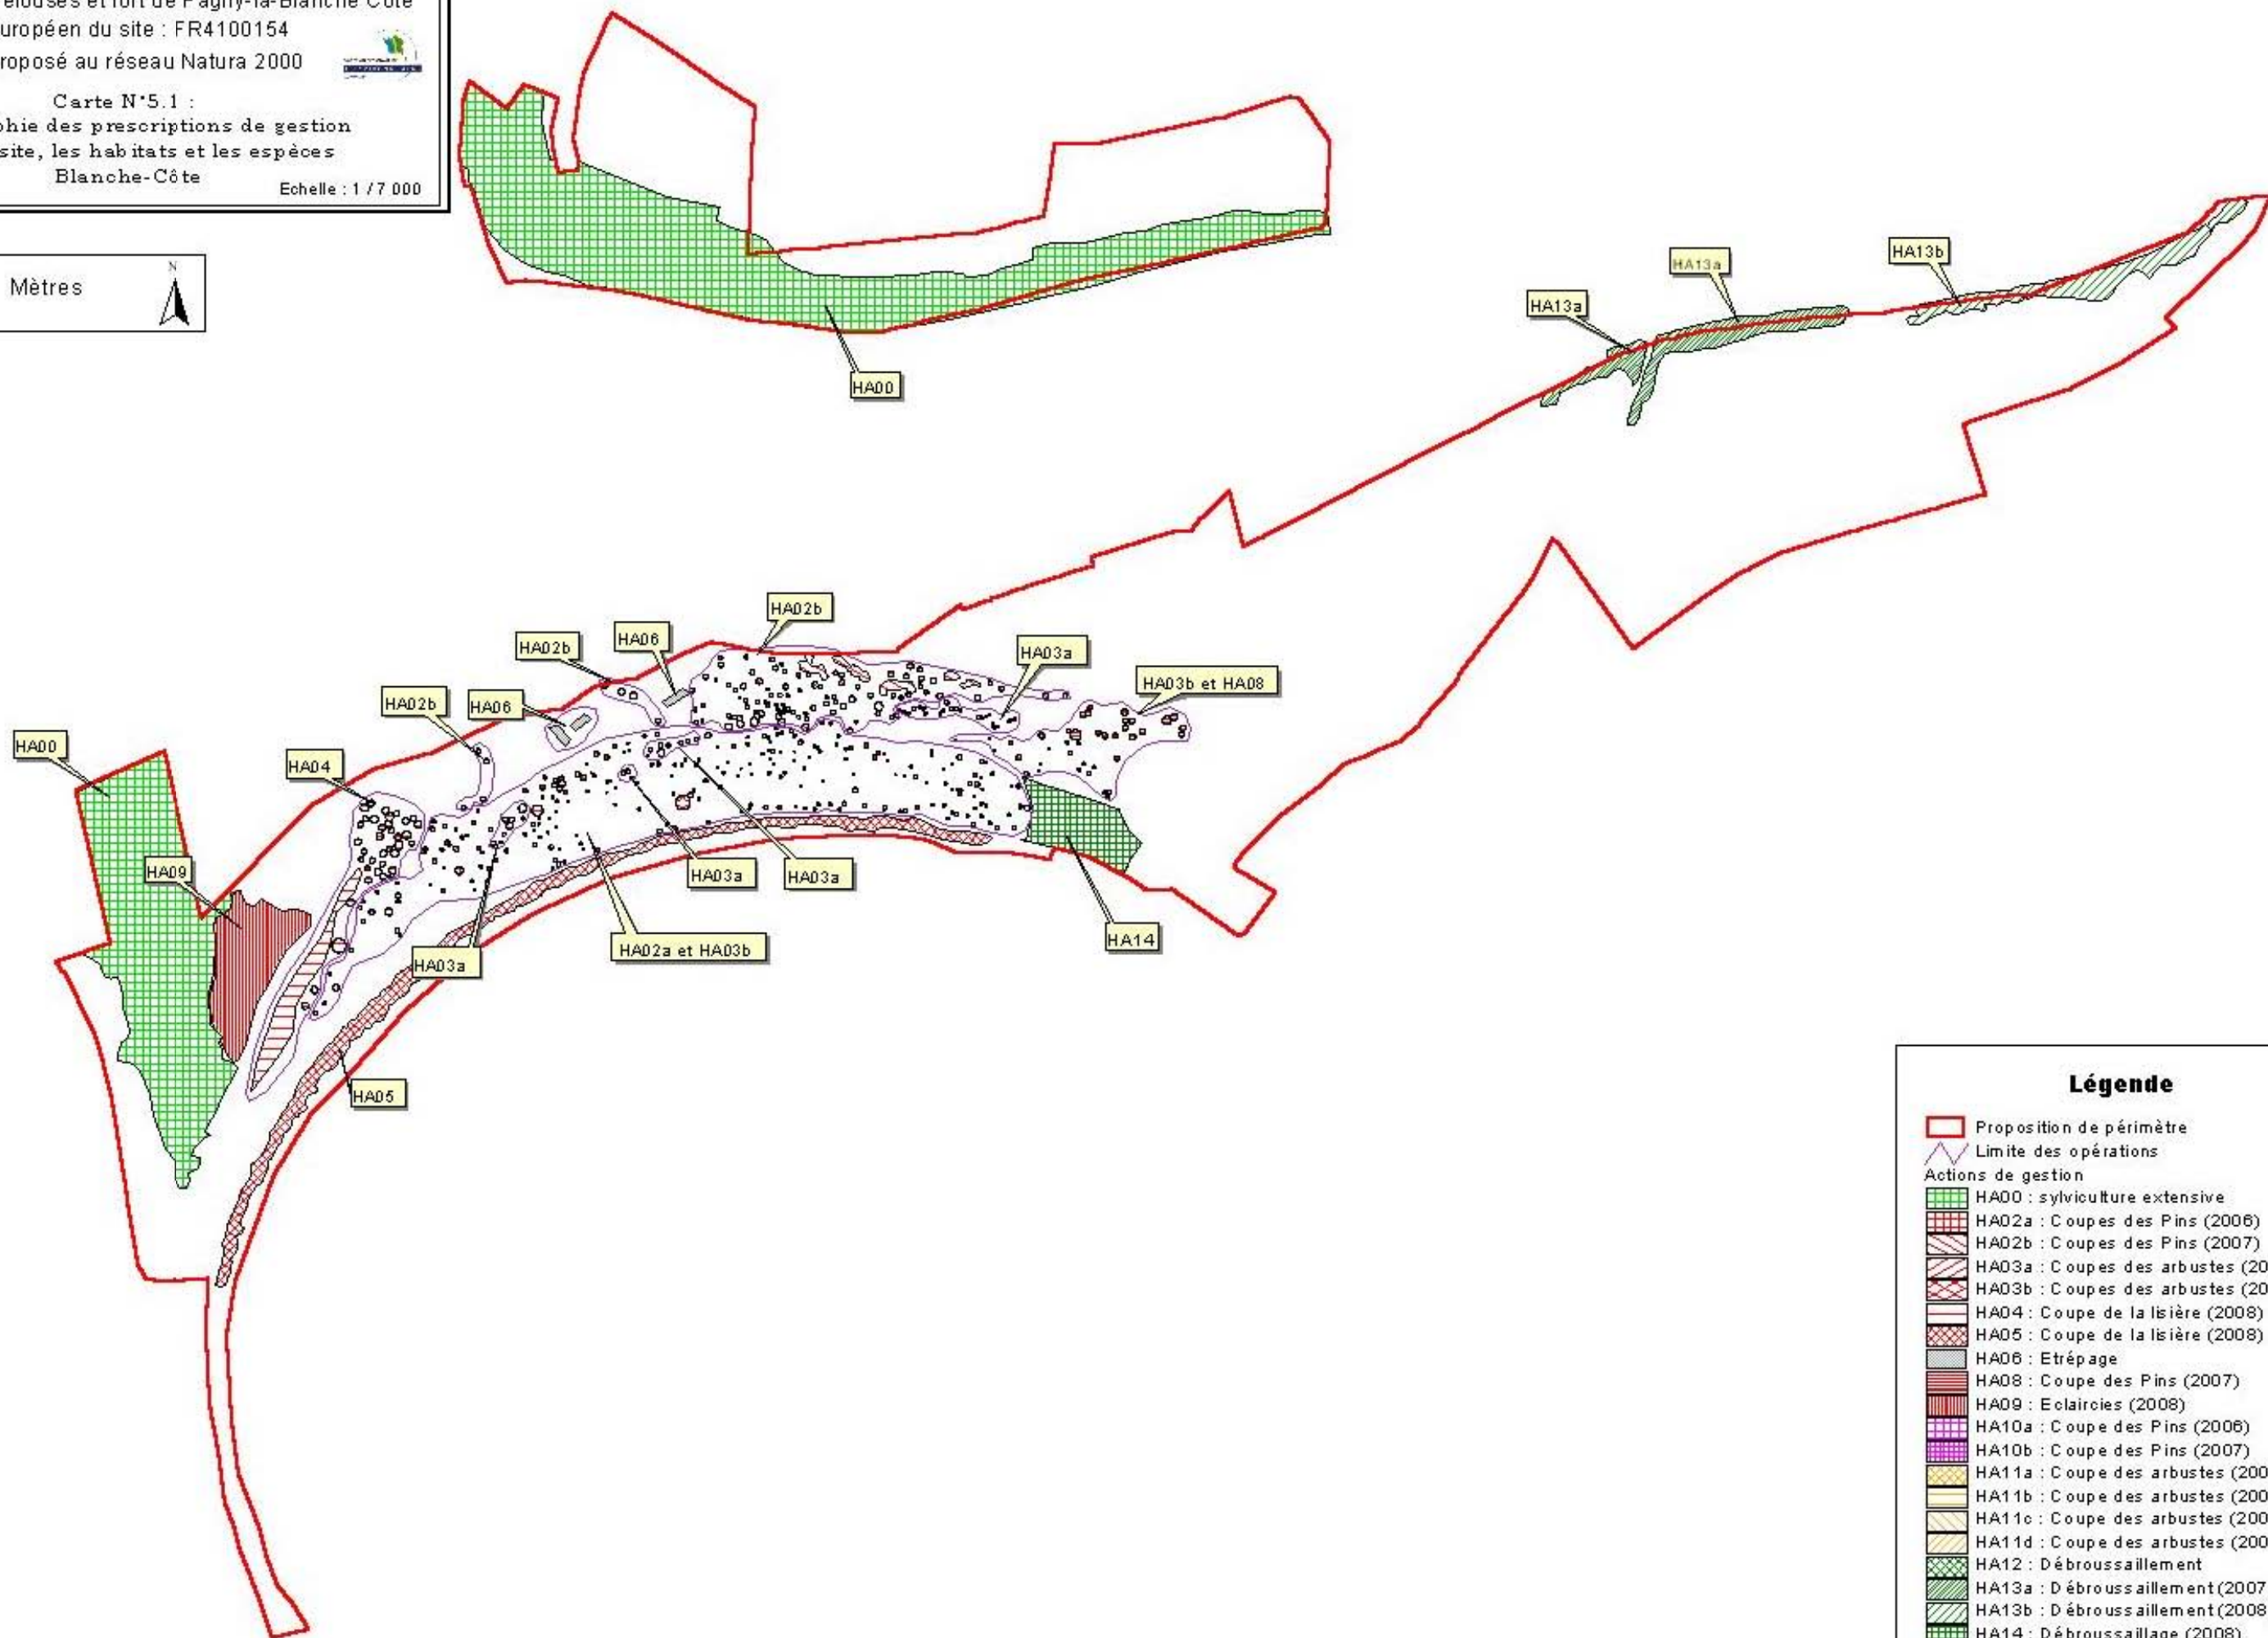 et fort de Pagny-la-Blanche Côte
européen du site : FR4100154
proposé au réseau Natura 2000
Carte N°5.1 :
des prescriptions de gestion
site, les habitats et les espèces
Blanche-Côte
Echelle : 1 / 7 000
Mètres
N
HA00
HA13a
HA13a
HA13b
HA02b
HA06
HA02b
HA03a
HA03b et HA08
HA02b
HA06
HA00
HA04
HA09
HA03a
HA03a
HA14
HA02a et HA03b
HA03a
HA05
Légende
Proposition de périmètre
Limite des opérations
Actions de gestion
HA00 : sylviculture extensive
HA02a : Coupes des Pins (2006)
HA02b : Coupes des Pins (2007)
HA03a : Coupes des arbustes (20
HA03b : Coupes des arbustes (20
HA04 : Coupe de la lisière (2008)
HA05 : Coupe de la lisière (2008)
HA06 : Etrépage
HA08 : Coupe des Pins (2007)
HA09 : Eclaircies (2008)
HA10a : Coupe des Pins (2006)
HA10b : Coupe des Pins (2007)
HA11a : Coupe des arbustes (200
HA11b : Coupe des arbustes (200
HA11c : Coupe des arbustes (200
HA11d : Coupe des arbustes (200
HA12 : Débroussaillement
HA13a : Débroussaillement (2007
HA13b : Débroussaillement (2008
HA14 : Débroussaillage (2008)